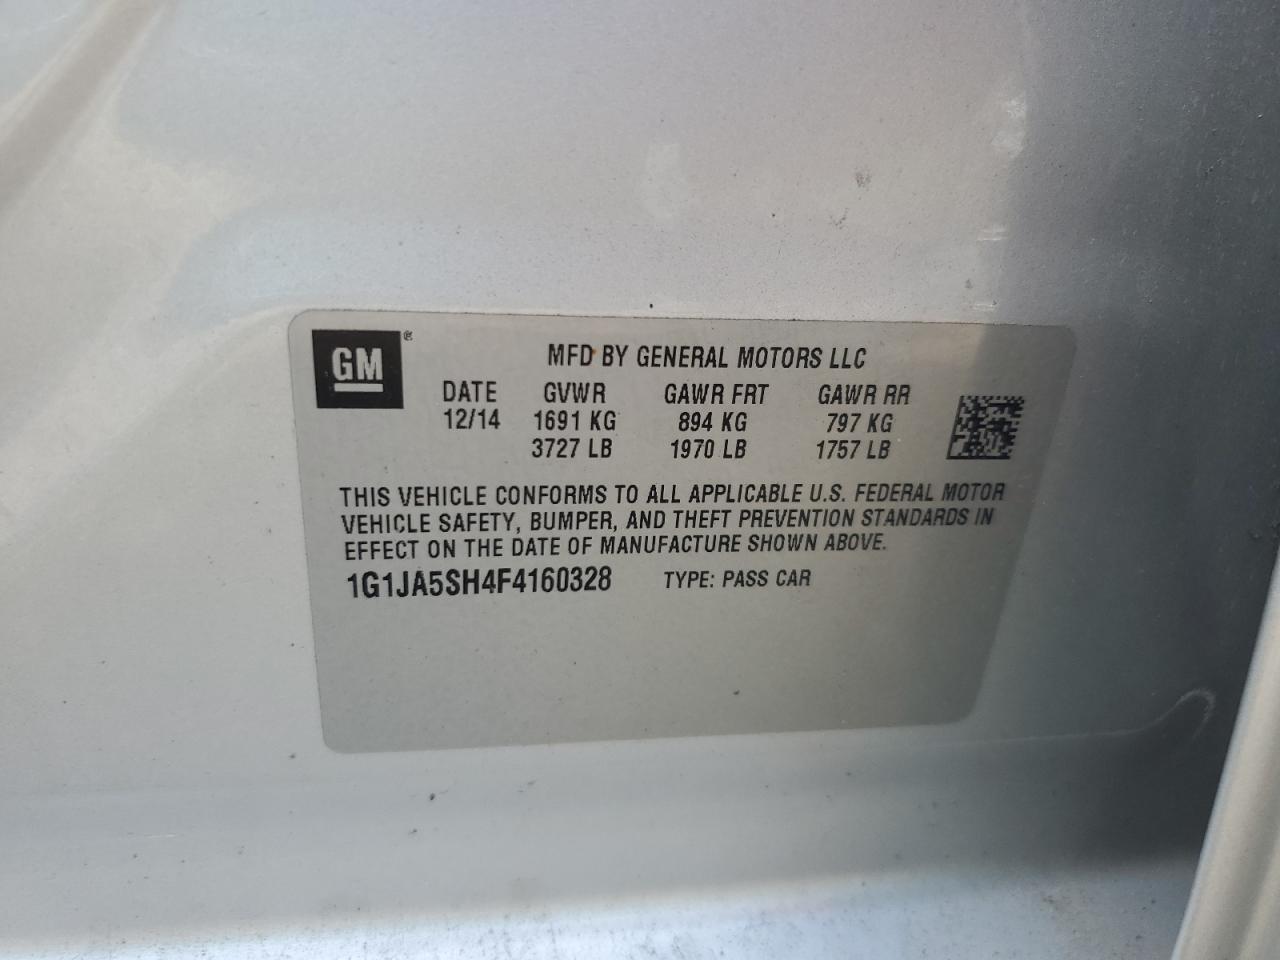 GM®
MFD BY GENERAL MOTORS LLC
DATE GVWR GAWR FRT GAWR RR
12/14 1691 KG 894 KG 797 KG
3727 LB 1970 LB 1757 LB
THIS VEHICLE CONFORMS TO ALL APPLICABLE U.S. FEDERAL MOTOR
VEHICLE SAFETY, BUMPER, AND THEFT PREVENTION STANDARDS IN
EFFECT ON THE DATE OF MANUFACTURE SHOWN ABOVE.
1G1JA5SH4F4160328 TYPE: PASS CAR